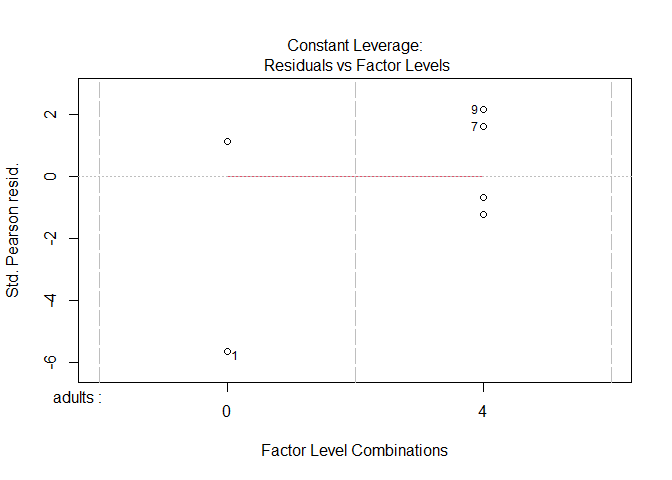 Constant Leverage:
Residuals vs Factor Levels
Std. Pearson resid.
2
0
-2
-4
-6
9
7
1
adults :
0
4
Factor Level Combinations